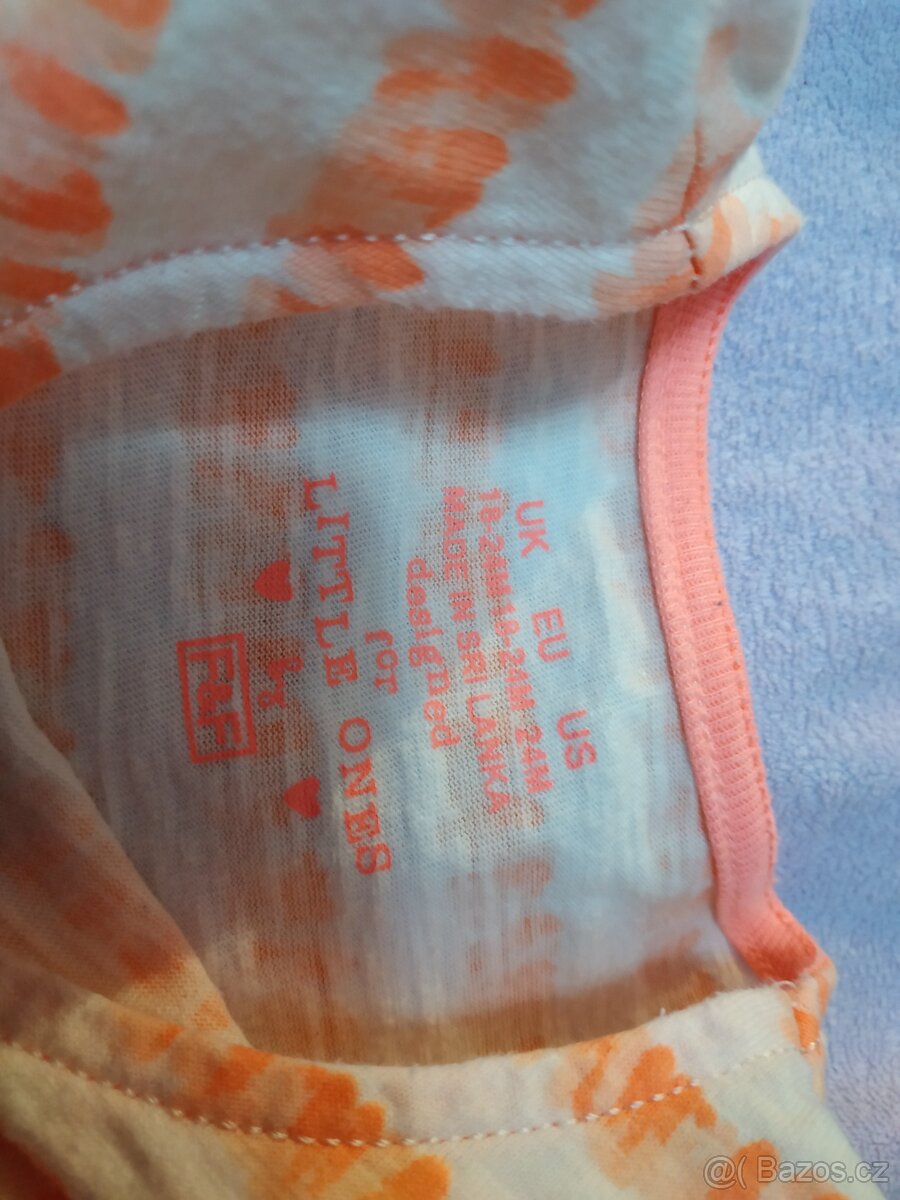 UK EU US
18-24M 18-24M 24M
MADE IN SRI LANKA
designed
for
LITTLE ONES
by
F&F
@( Bazos.cz